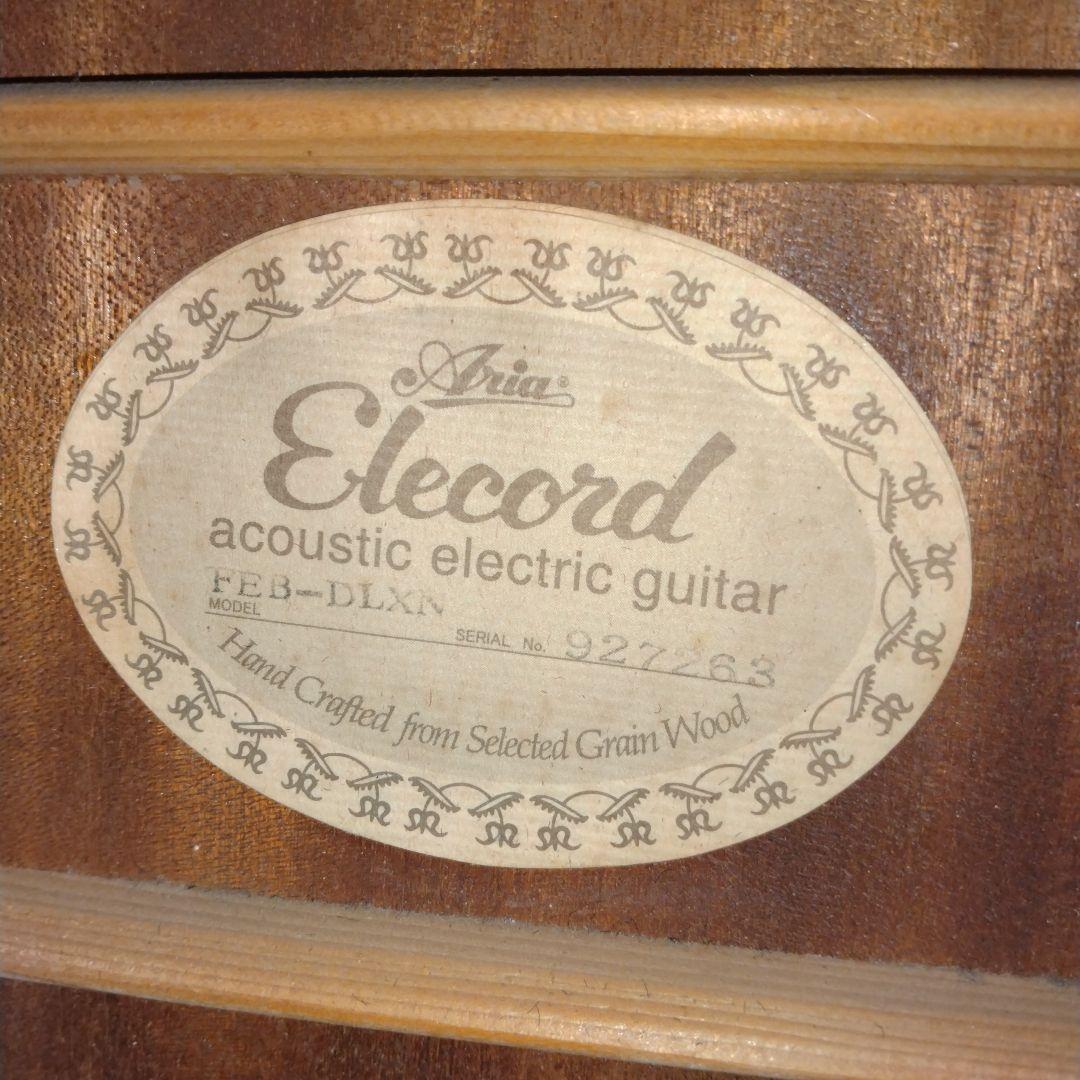 Aria®
Elecord
acoustic electric guitar
MODEL FEB-DLXN
SERIAL No. 927263
Hand Crafted from Selected Grain Wood